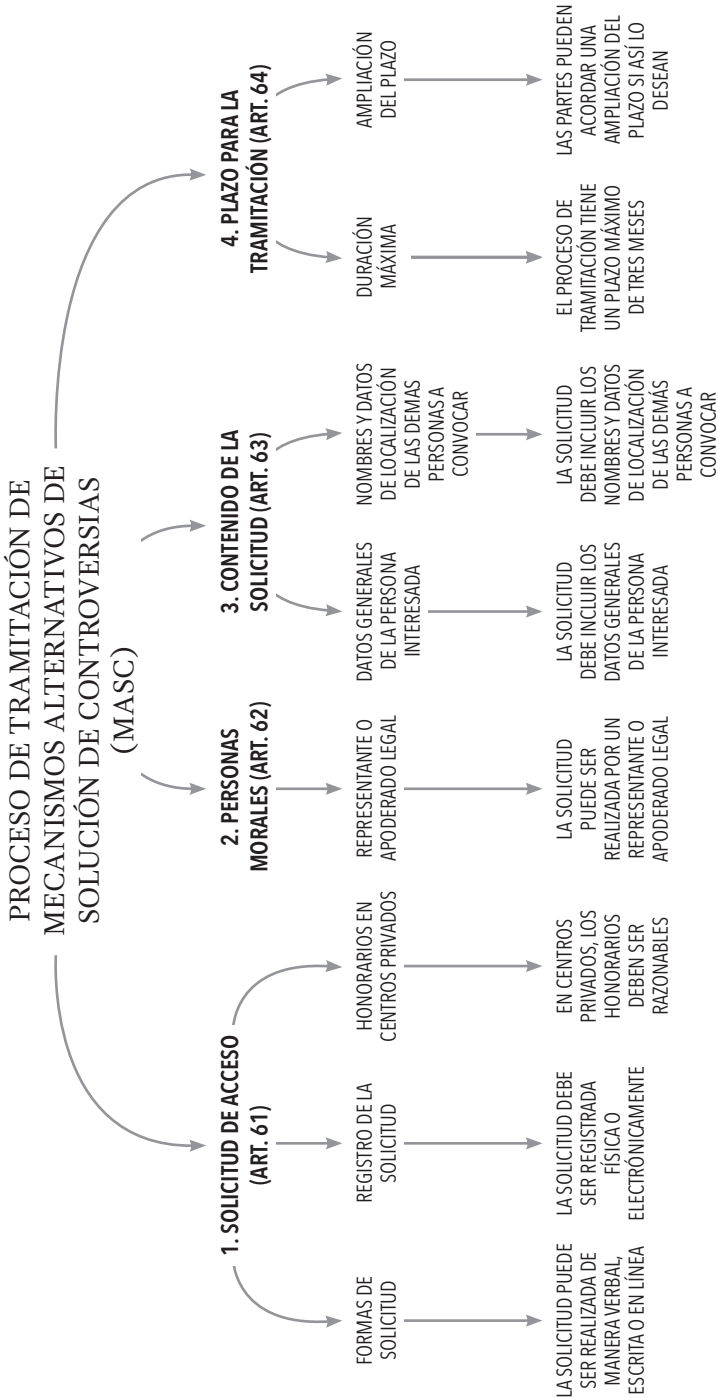 PROCESO DE TRAMITACIÓN DE
MECANISMOS ALTERNATIVOS DE
SOLUCIÓN DE CONTROVERSIAS
(MASC)
1. SOLICITUD DE ACCESO
(ART. 61)
FORMAS DE
SOLICITUD
LA SOLICITUD PUEDE
SER REALIZADA DE
MANERA VERBAL,
ESCRITA O EN LÍNEA
REGISTRO DE LA
SOLICITUD
LA SOLICITUD DEBE
SER REGISTRADA
FÍSICA O
ELECTRÓNICAMENTE
HONORARIOS EN
CENTROS PRIVADOS
EN CENTROS
PRIVADOS, LOS
HONORARIOS
DEBEN SER
RAZONABLES
2. PERSONAS
MORALES (ART. 62)
REPRESENTANTE O
APODERADO LEGAL
LA SOLICITUD
PUEDE SER
REALIZADA POR UN
REPRESENTANTE O
APODERADO LEGAL
3. CONTENIDO DE LA
SOLICITUD (ART. 63)
DATOS GENERALES
DE LA PERSONA
INTERESADA
LA SOLICITUD
DEBE INCLUIR LOS
DATOS GENERALES
DE LA PERSONA
INTERESADA
NOMBRES Y DATOS
DE LOCALIZACIÓN
DE LAS DEMAS
PERSONAS A
CONVOCAR
LA SOLICITUD
DEBE INCLUIR LOS
NOMBRES Y DATOS
DE LOCALIZACIÓN
DE LAS DEMÁS
PERSONAS A
CONVOCAR
4. PLAZO PARA LA
TRAMITACIÓN (ART. 64)
DURACIÓN
MÁXIMA
EL PROCESO DE
TRAMITACIÓN TIENE
UN PLAZO MÁXIMO
DE TRES MESES
AMPLIACIÓN
DEL PLAZO
LAS PARTES PUEDEN
ACORDAR UNA
AMPLIACIÓN DEL
PLAZO SI ASÍ LO
DESEAN